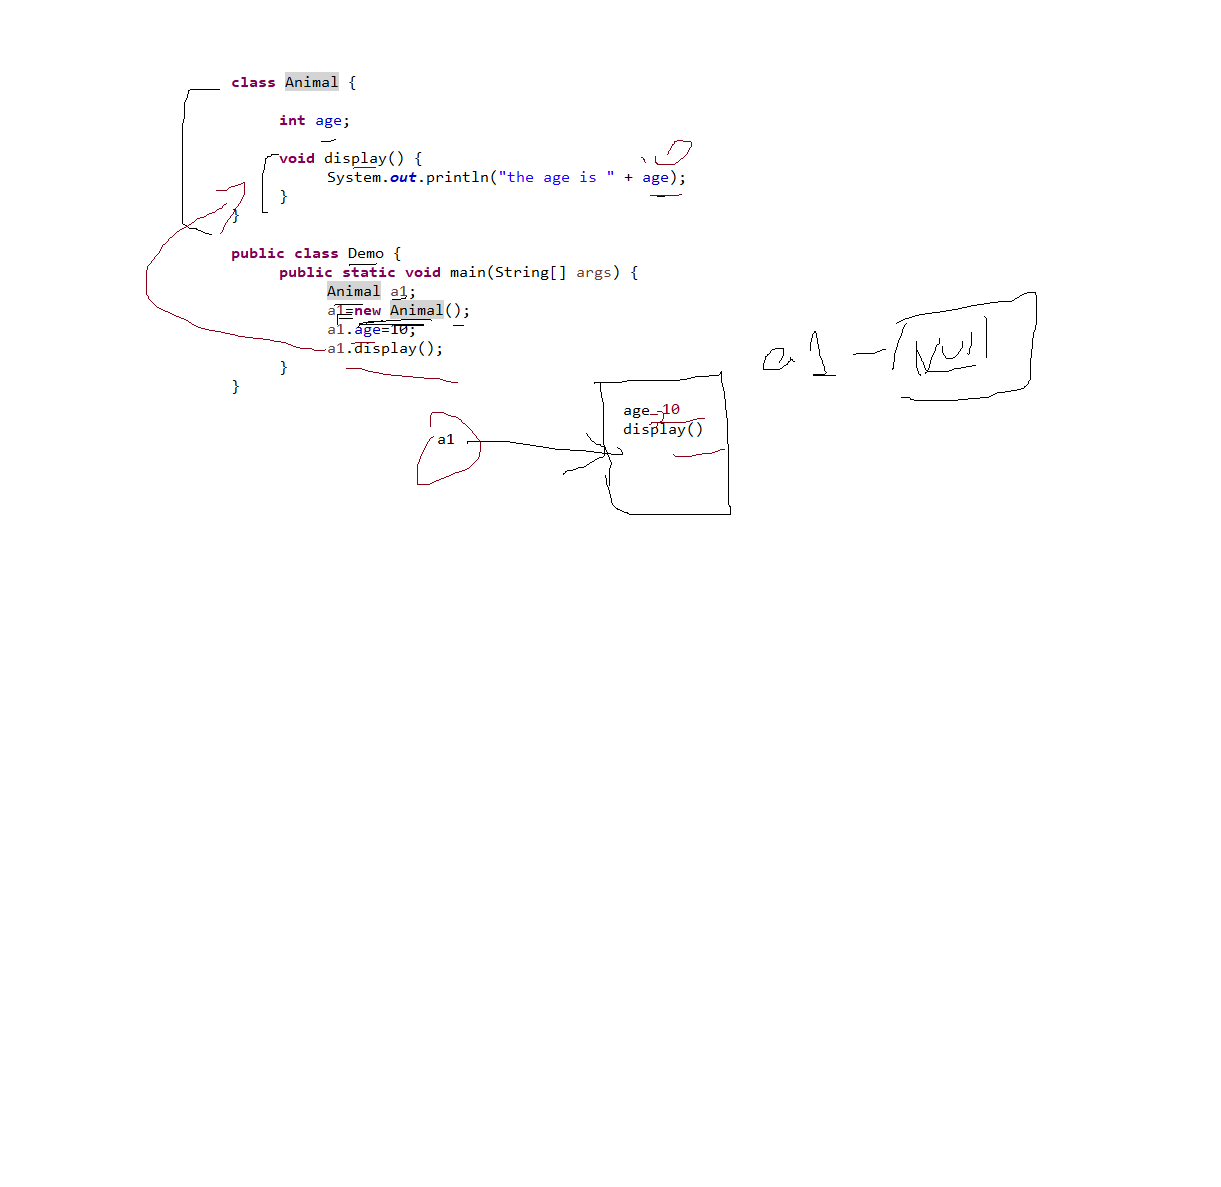 class Animal {
int age;
void display() {
System.out.println("the age is " + age);
}
}
public class Demo {
public static void main(String[] args) {
Animal a1;
a1=new Animal();
a1.age=10;
a1.display();
}
}
a1 - Null
age 10
display()
a1